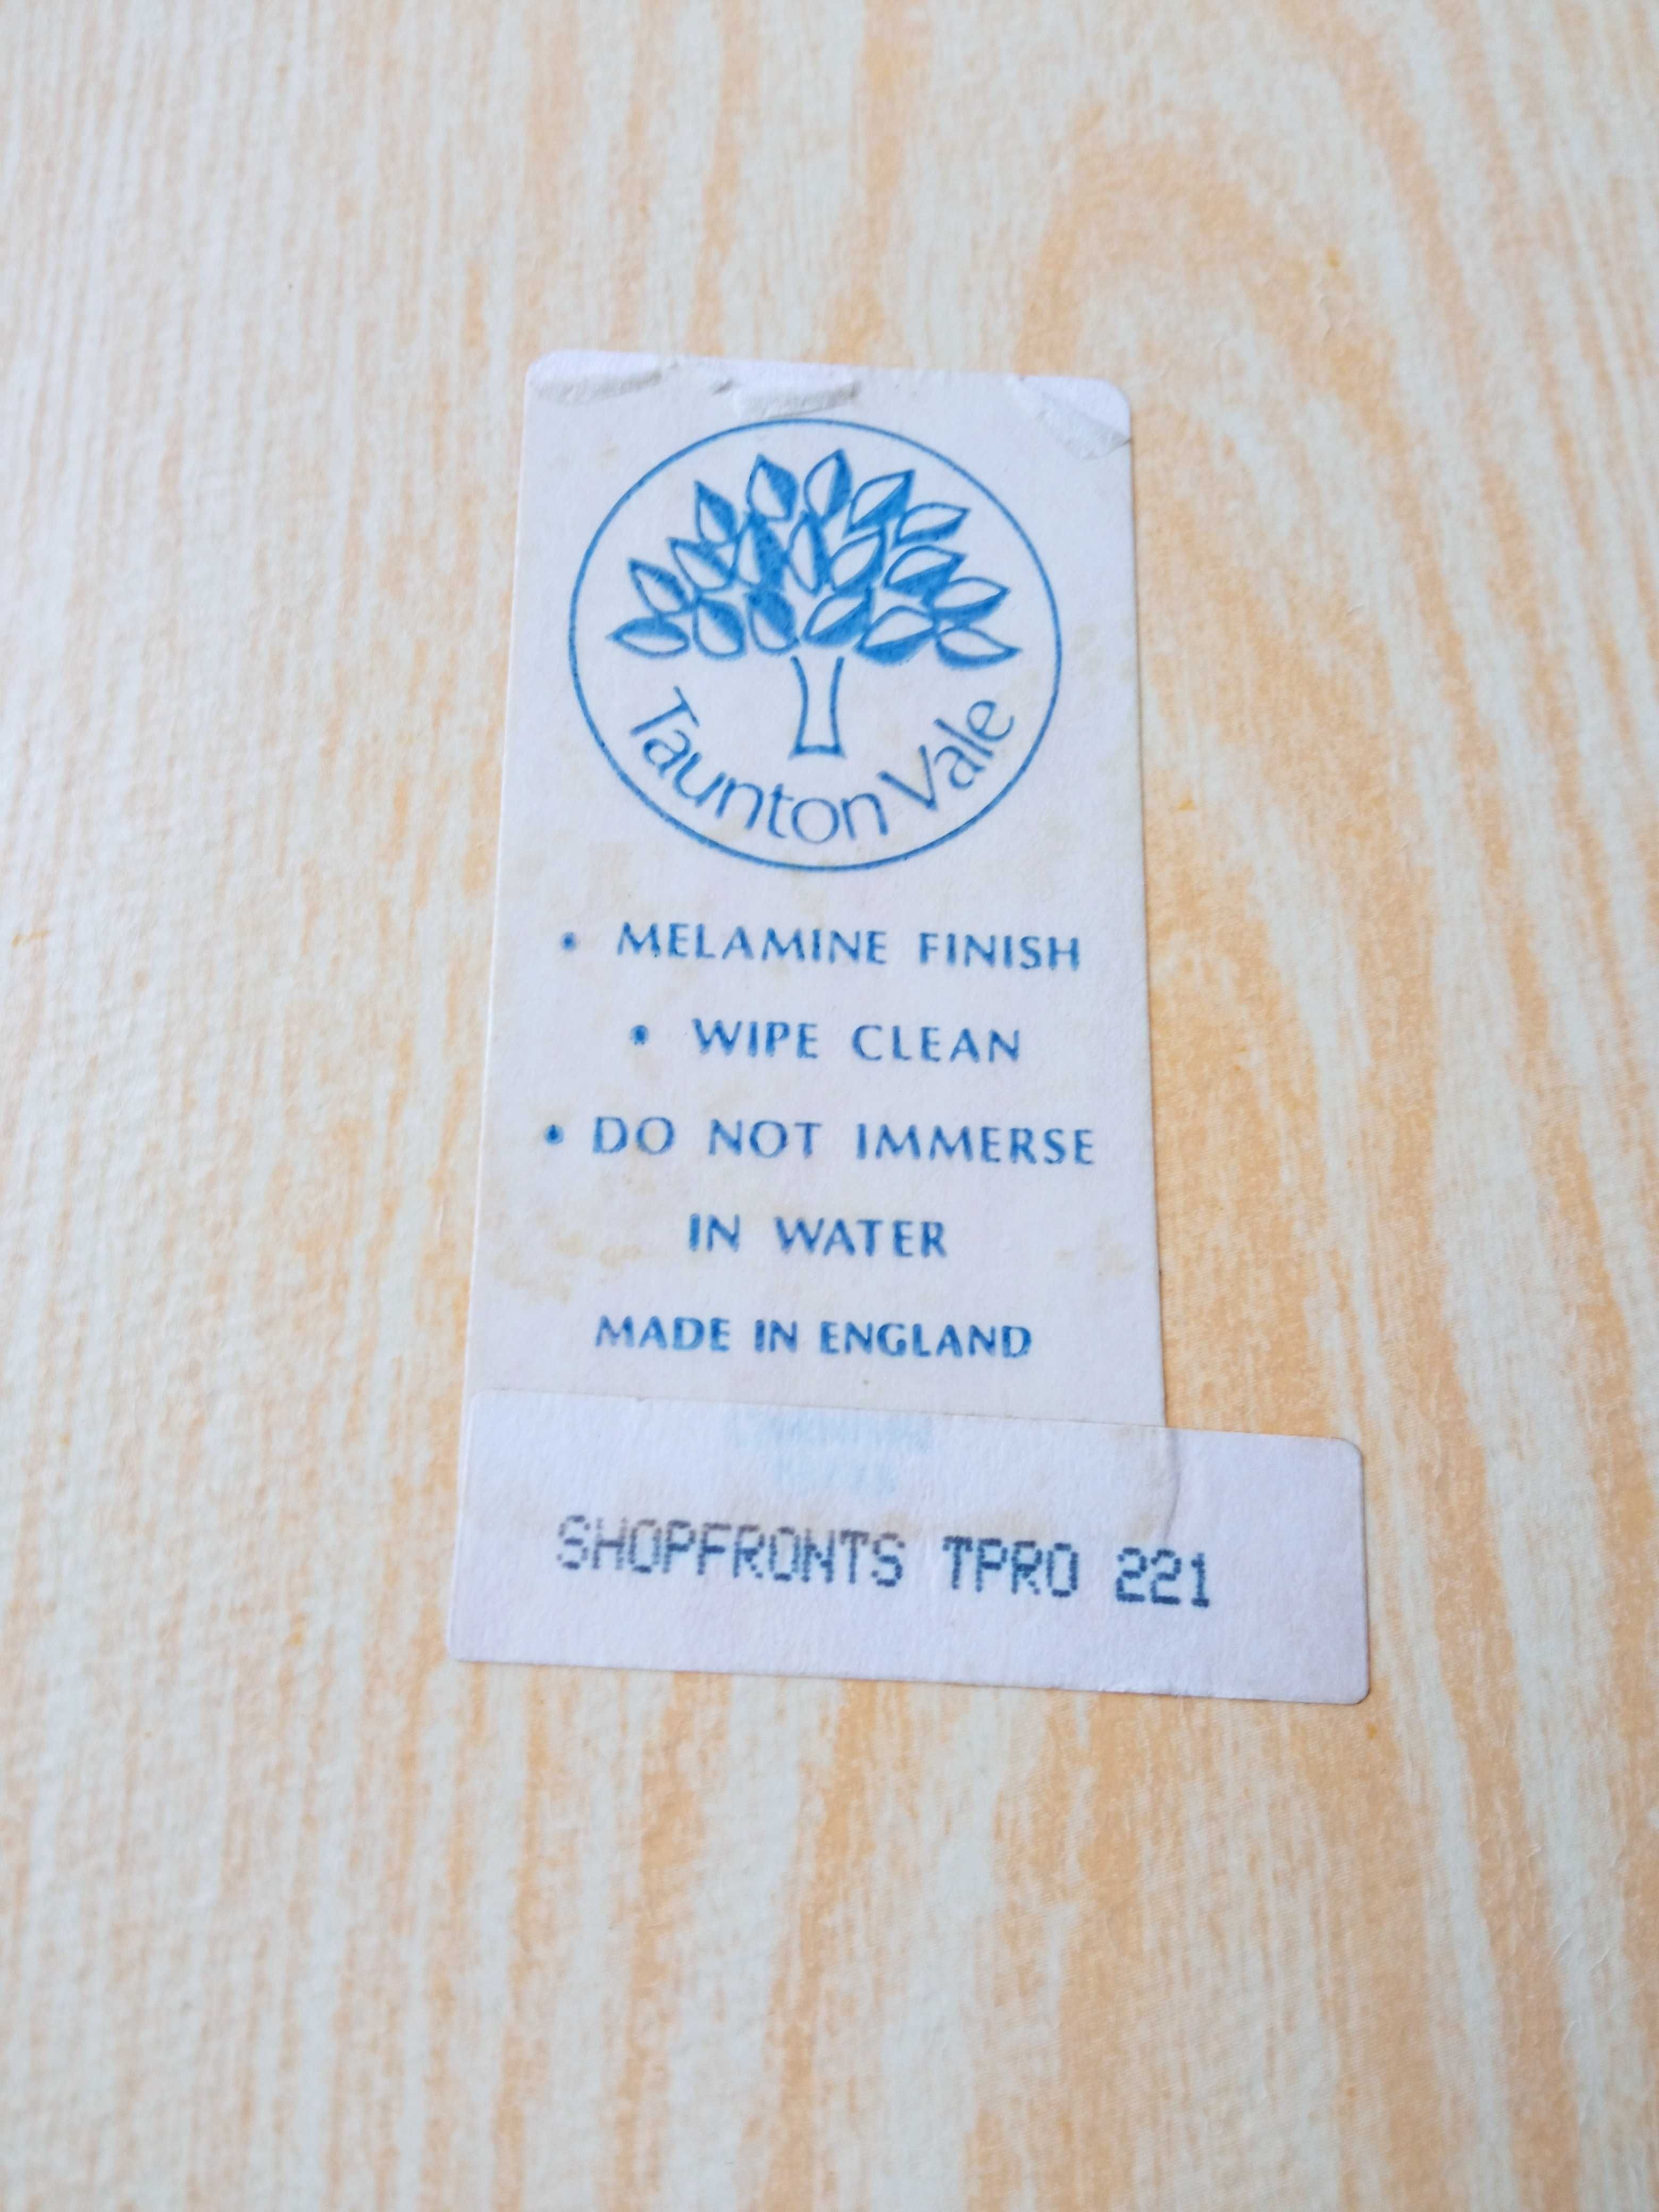 Taunton Vale
• MELAMINE FINISH
• WIPE CLEAN
• DO NOT IMMERSE
IN WATER
MADE IN ENGLAND
SHOPFRONTS TPRO 221